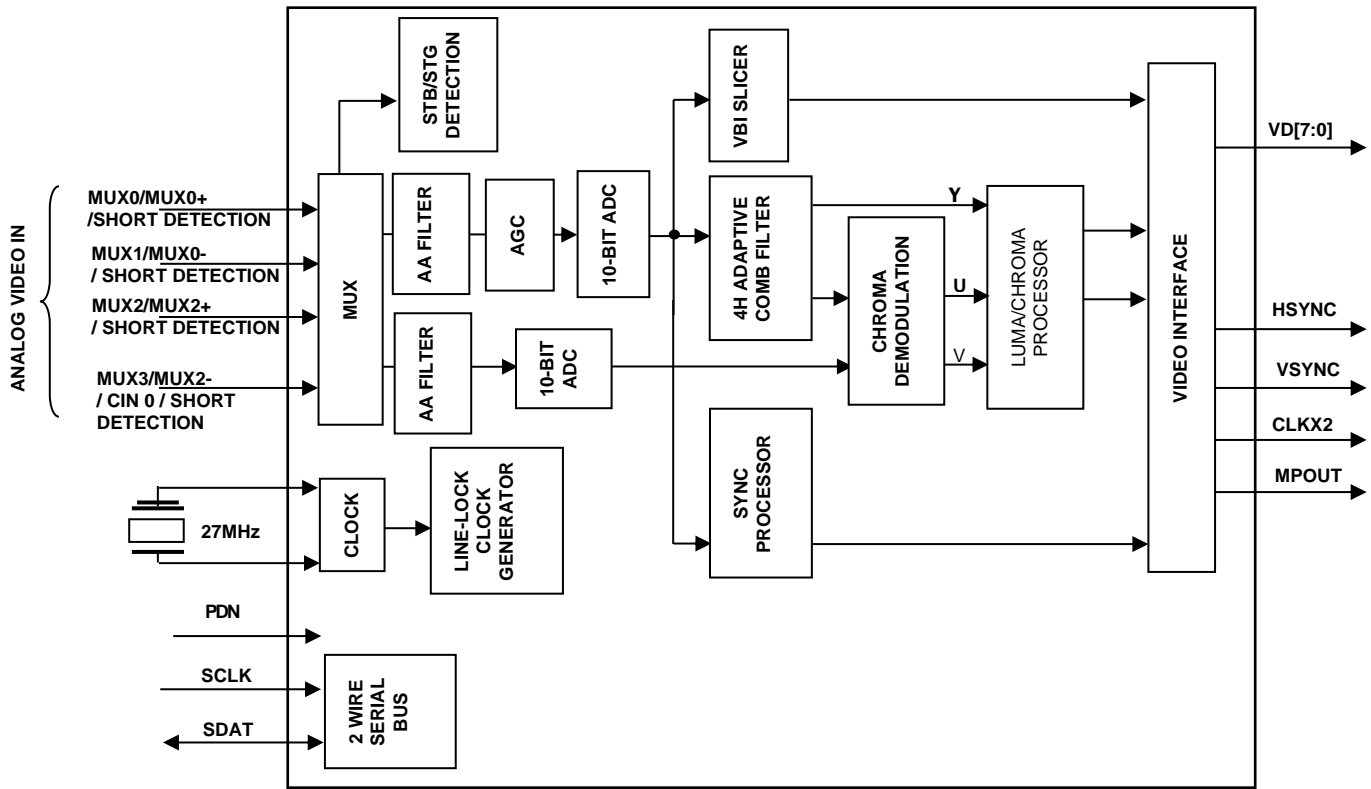 ANALOG VIDEO IN
MUX0/MUX0+
/SHORT DETECTION
MUX1/MUX0-
/ SHORT DETECTION
MUX2/MUX2+
/ SHORT DETECTION
MUX3/MUX2-
/ CIN 0 / SHORT
DETECTION
27MHz
PDN
SCLK
SDAT
STB/STG
DETECTION
MUX
AA FILTER
AGC
10-BIT ADC
AA FILTER
10-BIT
ADC
CLOCK
LINE-LOCK
CLOCK
GENERATOR
2 WIRE
SERIAL
BUS
VBI SLICER
4H ADAPTIVE
COMB FILTER
SYNC
PROCESSOR
CHROMA
DEMODULATION
Y
U
V
LUMA/CHROMA
PROCESSOR
VIDEO INTERFACE
VD[7:0]
HSYNC
VSYNC
CLKX2
MPOUT